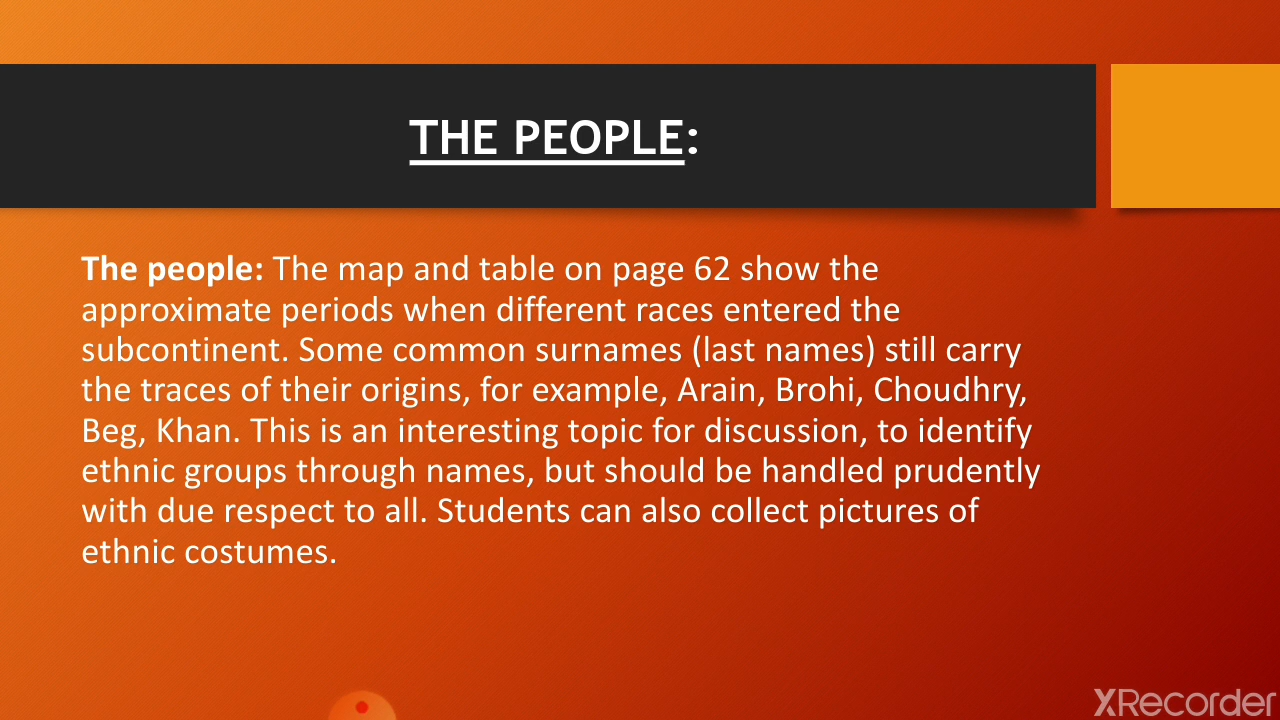 THE PEOPLE:
The people: The map and table on page 62 show the
approximate periods when different races entered the
subcontinent. Some common surnames (last names) still carry
the traces of their origins, for example, Arain, Brohi, Choudhry,
Beg, Khan. This is an interesting topic for discussion, to identify
ethnic groups through names, but should be handled prudently
with due respect to all. Students can also collect pictures of
ethnic costumes.
XRecorder